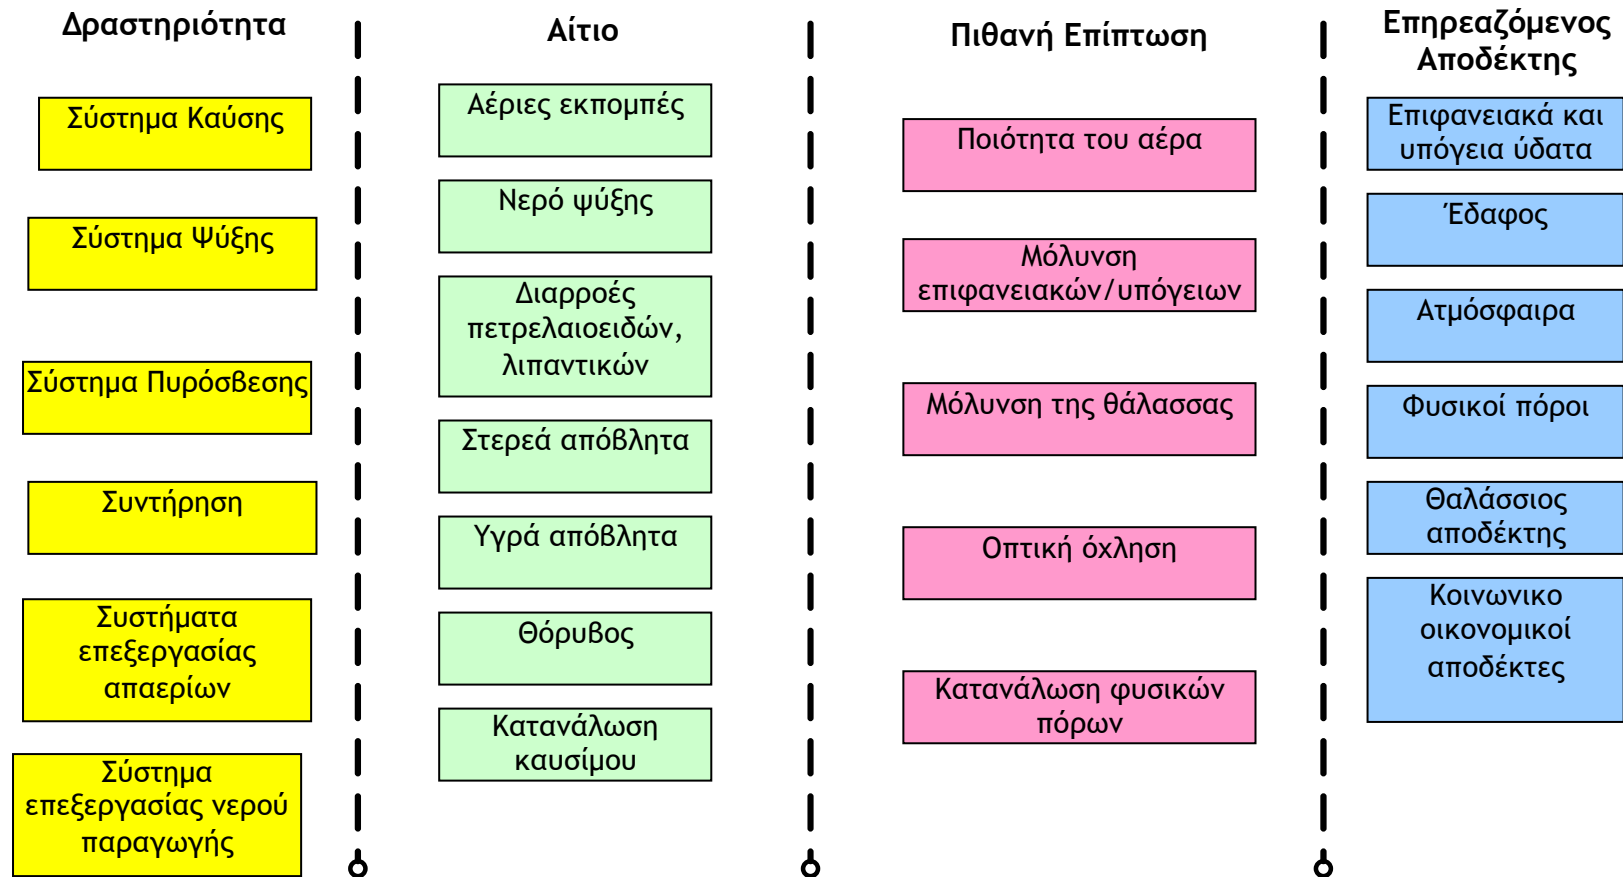 Δραστηριότητα
Σύστημα Καύσης
Σύστημα Ψύξης
Σύστημα Πυρόσβεσης
Συντήρηση
Συστήματα
επεξεργασίας
απαερίων
Σύστημα
επεξεργασίας νερού
παραγωγής
Αίτιο
Αέριες εκπομπές
Νερό ψύξης
Διαρροές
πετρελαιοειδών,
λιπαντικών
Στερεά απόβλητα
Υγρά απόβλητα
Θόρυβος
Κατανάλωση
καυσίμου
Πιθανή Επίπτωση
Ποιότητα του αέρα
Μόλυνση
επιφανειακών/υπόγειων
Μόλυνση της θάλασσας
Οπτική όχληση
Κατανάλωση φυσικών
πόρων
Επηρεαζόμενος
Αποδέκτης
Επιφανειακά και
υπόγεια ύδατα
Έδαφος
Ατμόσφαιρα
Φυσικοί πόροι
Θαλάσσιος
αποδέκτης
Κοινωνικο
οικονομικοί
αποδέκτες